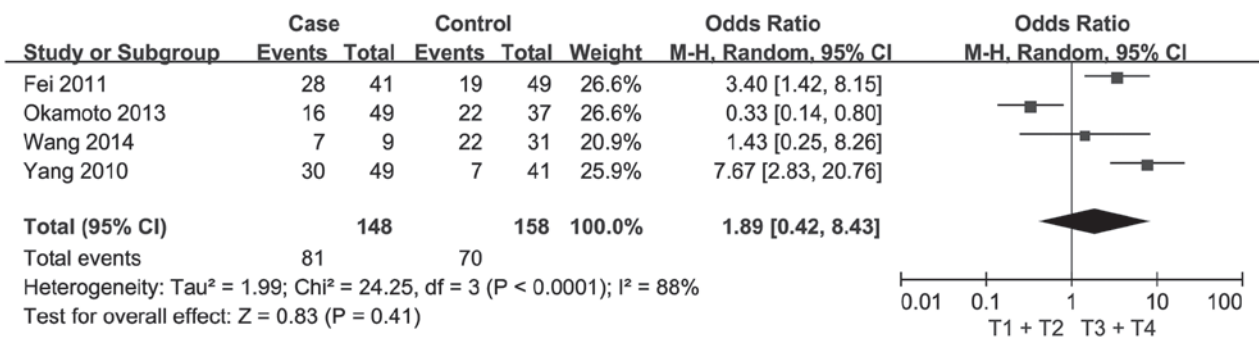 Case Control Odds Ratio Odds Ratio
Study or Subgroup Events Total Events Total Weight M-H, Random, 95% CI M-H, Random, 95% CI
Fei 2011 28 41 19 49 26.6% 3.40 [1.42, 8.15]
Okamoto 2013 16 49 22 37 26.6% 0.33 [0.14, 0.80]
Wang 2014 7 9 22 31 20.9% 1.43 [0.25, 8.26]
Yang 2010 30 49 7 41 25.9% 7.67 [2.83, 20.76]
Total (95% CI) 148 158 100.0% 1.89 [0.42, 8.43]
Total events 81 70
Heterogeneity: Tau² = 1.99; Chi² = 24.25, df = 3 (P < 0.0001); I² = 88%
Test for overall effect: Z = 0.83 (P = 0.41)
0.01 0.1 1 10 100
T1 + T2 T3 + T4